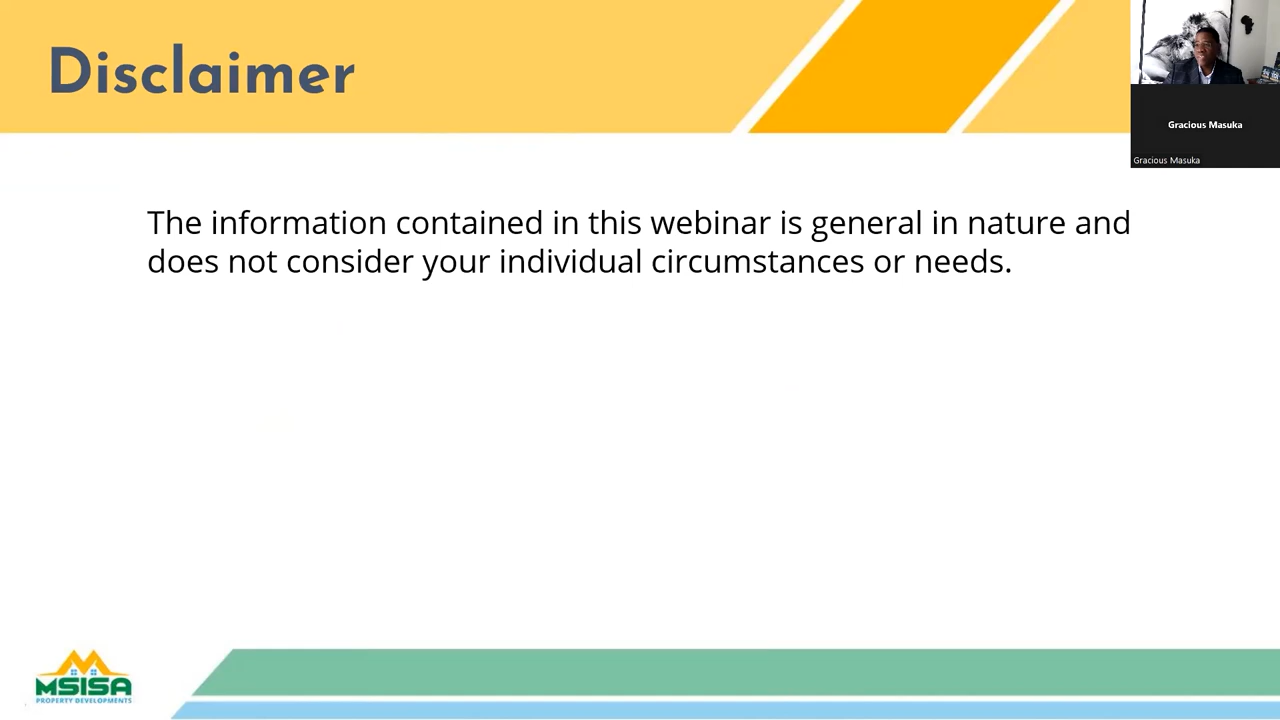 Disclaimer
Gracious Masuka
Gracious Masuka
The information contained in this webinar is general in nature and
does not consider your individual circumstances or needs.
MSISA
PROPERTY DEVELOPMENTS